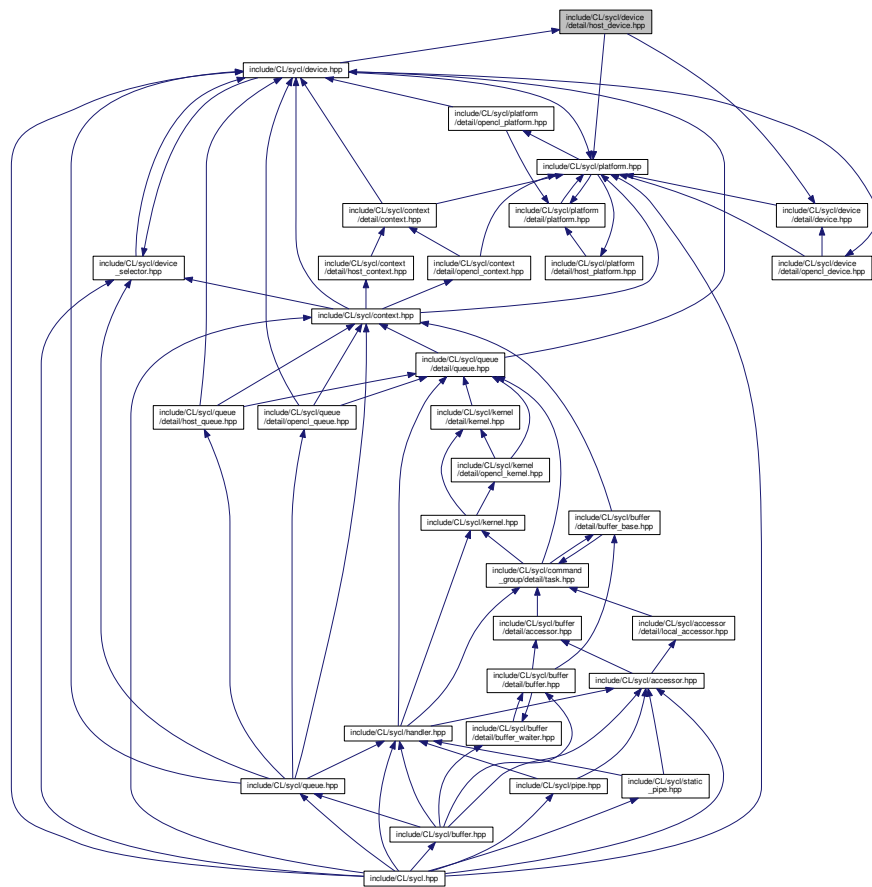 include/CL/sycl/device
/detail/host_device.hpp
include/CL/sycl/device.hpp
include/CL/sycl/platform
/detail/opencl_platform.hpp
include/CL/sycl/platform.hpp
include/CL/sycl/context
/detail/context.hpp
include/CL/sycl/platform
/detail/platform.hpp
include/CL/sycl/device
/detail/device.hpp
include/CL/sycl/device
_selector.hpp
include/CL/sycl/context
/detail/host_context.hpp
include/CL/sycl/context
/detail/opencl_context.hpp
include/CL/sycl/platform
/detail/host_platform.hpp
include/CL/sycl/device
/detail/opencl_device.hpp
include/CL/sycl/context.hpp
include/CL/sycl/queue
/detail/queue.hpp
include/CL/sycl/queue
/detail/host_queue.hpp
include/CL/sycl/queue
/detail/opencl_queue.hpp
include/CL/sycl/kernel
/detail/kernel.hpp
include/CL/sycl/kernel
/detail/opencl_kernel.hpp
include/CL/sycl/kernel.hpp
include/CL/sycl/buffer
/detail/buffer_base.hpp
include/CL/sycl/command
_group/detail/task.hpp
include/CL/sycl/buffer
/detail/accessor.hpp
include/CL/sycl/accessor
/detail/local_accessor.hpp
include/CL/sycl/buffer
/detail/buffer.hpp
include/CL/sycl/accessor.hpp
include/CL/sycl/handler.hpp
include/CL/sycl/buffer
/detail/buffer_waiter.hpp
include/CL/sycl/queue.hpp
include/CL/sycl/pipe.hpp
include/CL/sycl/static
_pipe.hpp
include/CL/sycl/buffer.hpp
include/CL/sycl.hpp